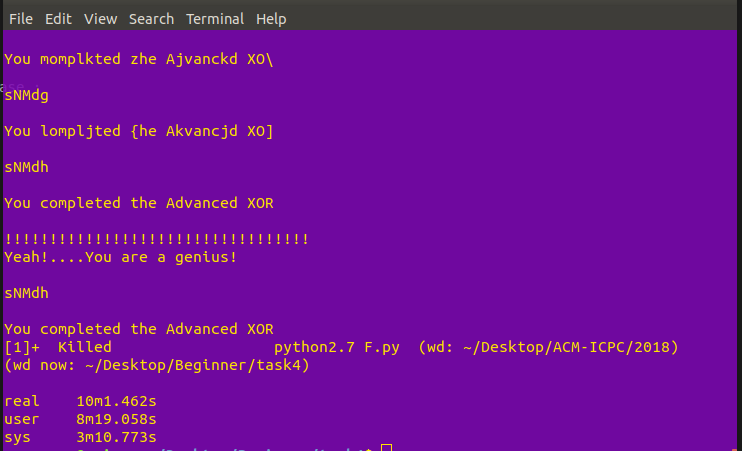 File Edit View Search Terminal Help
You momplkted zhe Ajvanckd XO\
sNMdg
You lompljted {he Akvancjd XO]
sNMdh
You completed the Advanced XOR
!!!!!!!!!!!!!!!!!!!!!!!!!!!!!!!!!!
Yeah!....You are a genius!
sNMdh
You completed the Advanced XOR
[1]+  Killed                  python2.7 F.py  (wd: ~/Desktop/ACM-ICPC/2018)
(wd now: ~/Desktop/Beginner/task4)
real    10m1.462s
user    8m19.058s
sys     3m10.773s